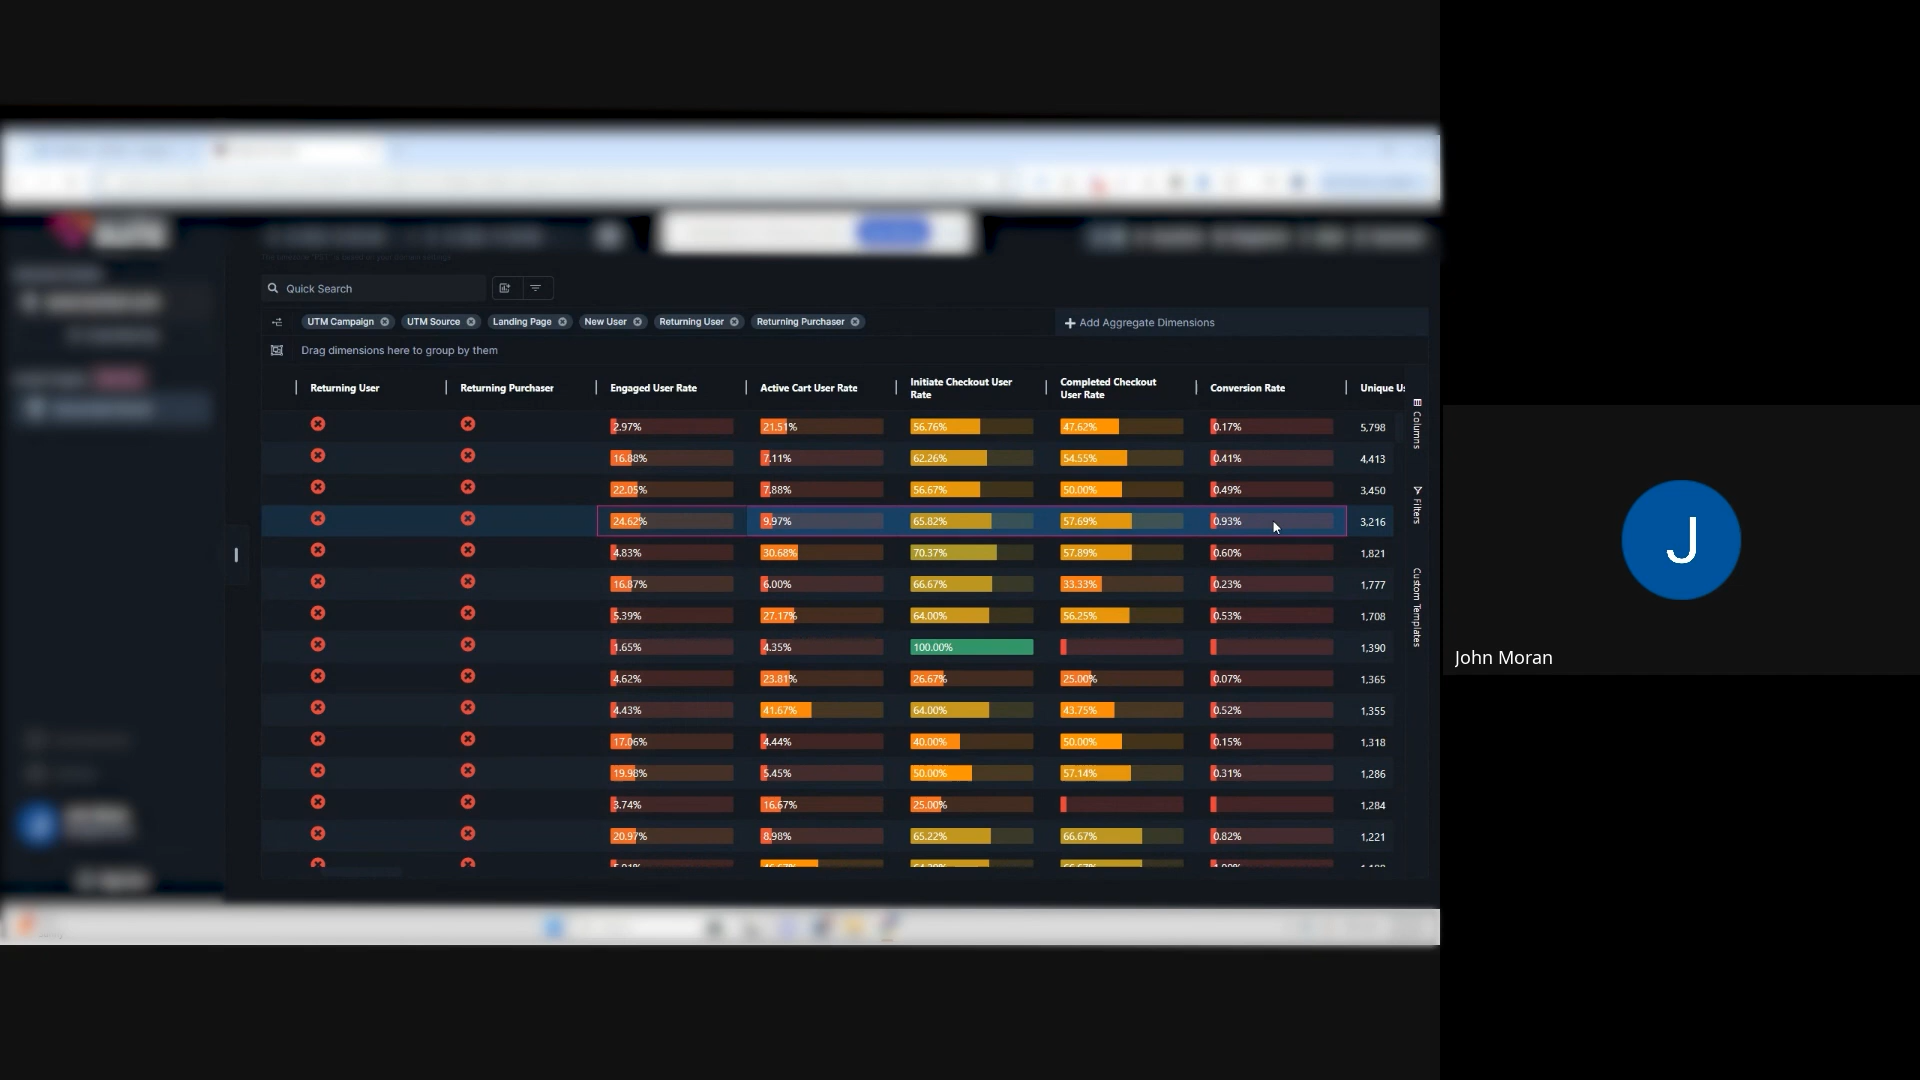 Quick Search
UTM Campaign UTM Source Landing Page New User Returning User Returning Purchaser
Add Aggregate Dimensions
Drag dimensions here to group by them
Returning User Returning Purchaser Engaged User Rate Active Cart User Rate Initiate Checkout User Rate Completed Checkout User Rate Conversion Rate Unique Us
2.97% 21.51% 56.76% 47.62% 0.17% 5,798
16.88% 7.11% 62.26% 54.55% 0.41% 4,413
22.05% 7.88% 56.67% 50.00% 0.49% 3,450
24.62% 9.97% 65.82% 57.69% 0.93% 3,216
4.83% 30.68% 70.37% 57.89% 0.60% 1,821
16.87% 6.00% 66.67% 33.33% 0.23% 1,777
5.39% 27.17% 64.00% 56.25% 0.53% 1,708
1.65% 4.35% 100.00% 1,390
4.62% 23.81% 26.67% 25.00% 0.07% 1,365
4.43% 41.67% 64.00% 43.75% 0.52% 1,355
17.06% 4.44% 40.00% 50.00% 0.15% 1,318
19.98% 5.45% 50.00% 57.14% 0.31% 1,286
3.74% 16.67% 25.00% 1,284
20.97% 8.98% 65.22% 66.67% 0.82% 1,221
Columns
Filters
Custom Templates
J
John Moran